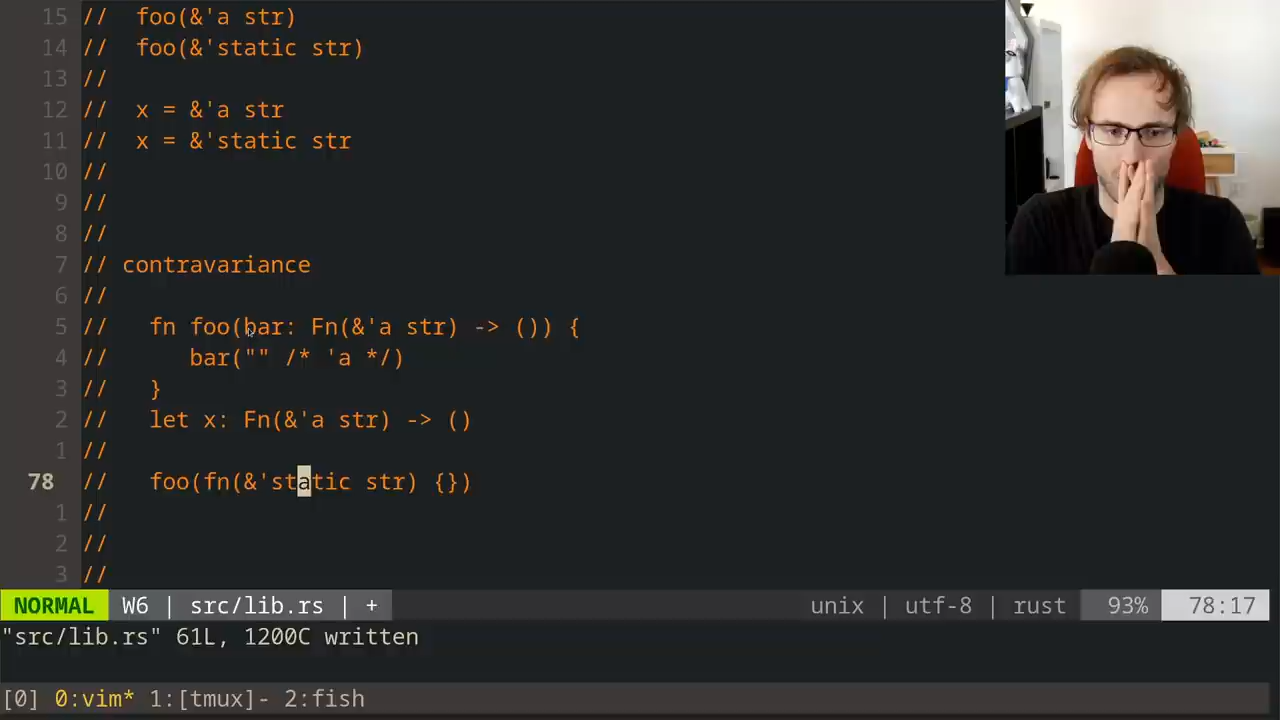 15 //  foo(&'a str)
14 //  foo(&'static str)
13 //
12 //  x = &'a str
11 //  x = &'static str
10 //
9 //
8 //
7 // contravariance
6 //
5 //   fn foo(bar: Fn(&'a str) -> ()) {
4 //      bar("" /* 'a */)
3 //   }
2 //   let x: Fn(&'a str) -> ()
1 //
78 //   foo(fn(&'static str) {})
1 //
2 //
3 //
NORMAL W6 | src/lib.rs | + unix | utf-8 | rust 93% 78:17
"src/lib.rs" 61L, 1200C written
[0] 0:vim* 1:[tmux]- 2:fish